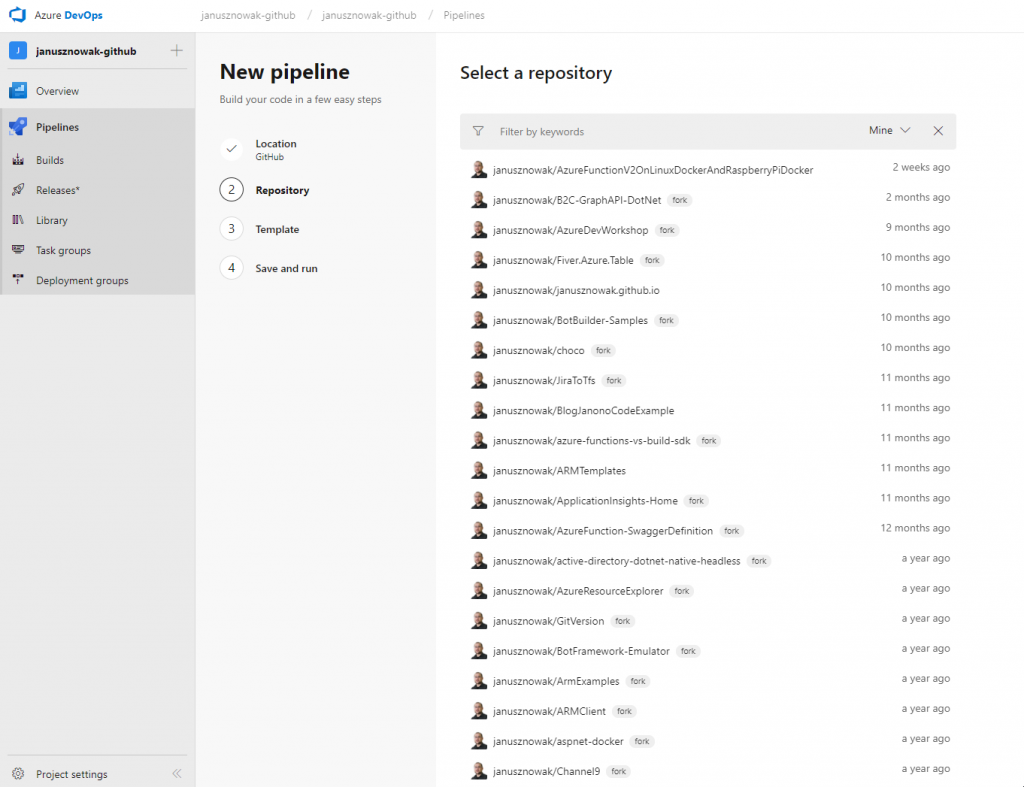 Azure DevOps
janusznowak-github / janusznowak-github / Pipelines
J janusznowak-github
Overview
Pipelines
Builds
Releases*
Library
Task groups
Deployment groups
Project settings
New pipeline
Build your code in a few easy steps
Location
GitHub
2 Repository
3 Template
4 Save and run
Select a repository
Filter by keywords Mine
janusznowak/AzureFunctionV2OnLinuxDockerAndRaspberryPiDocker 2 weeks ago
janusznowak/B2C-GraphAPI-DotNet fork 2 months ago
janusznowak/AzureDevWorkshop fork 9 months ago
janusznowak/Fiver.Azure.Table fork 10 months ago
janusznowak/janusznowak.github.io 10 months ago
janusznowak/BotBuilder-Samples fork 10 months ago
janusznowak/choco fork 10 months ago
janusznowak/JiraToTfs fork 11 months ago
janusznowak/BlogJanonoCodeExample 11 months ago
janusznowak/azure-functions-vs-build-sdk fork 11 months ago
janusznowak/ARMTemplates 11 months ago
janusznowak/ApplicationInsights-Home fork 11 months ago
janusznowak/AzureFunction-SwaggerDefinition fork 12 months ago
janusznowak/active-directory-dotnet-native-headless fork a year ago
janusznowak/AzureResourceExplorer fork a year ago
janusznowak/GitVersion fork a year ago
janusznowak/BotFramework-Emulator fork a year ago
janusznowak/ArmExamples fork a year ago
janusznowak/ARMClient fork a year ago
janusznowak/aspnet-docker fork a year ago
janusznowak/Channel9 fork a year ago